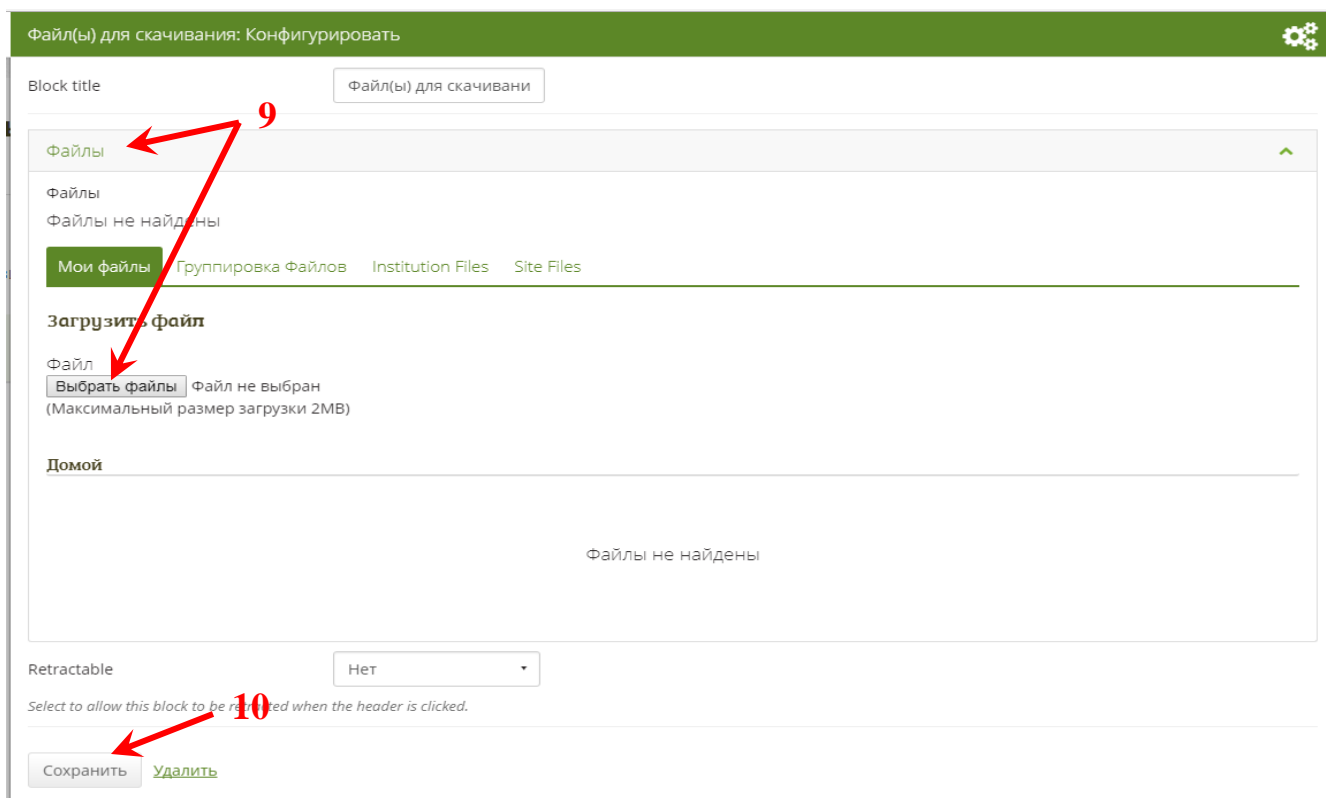 Файл(ы) для скачивания: Конфигурировать
Block title
Файл(ы) для скачивани
9
Файлы
Файлы
Файлы не найдены
Мои файлы Группировка Файлов Institution Files Site Files
Загрузить файл
Файл
Выбрать файлы Файл не выбран
(Максимальный размер загрузки 2MB)
Домой
Файлы не найдены
Retractable Нет
10
Select to allow this block to be retracted when the header is clicked.
Сохранить Удалить